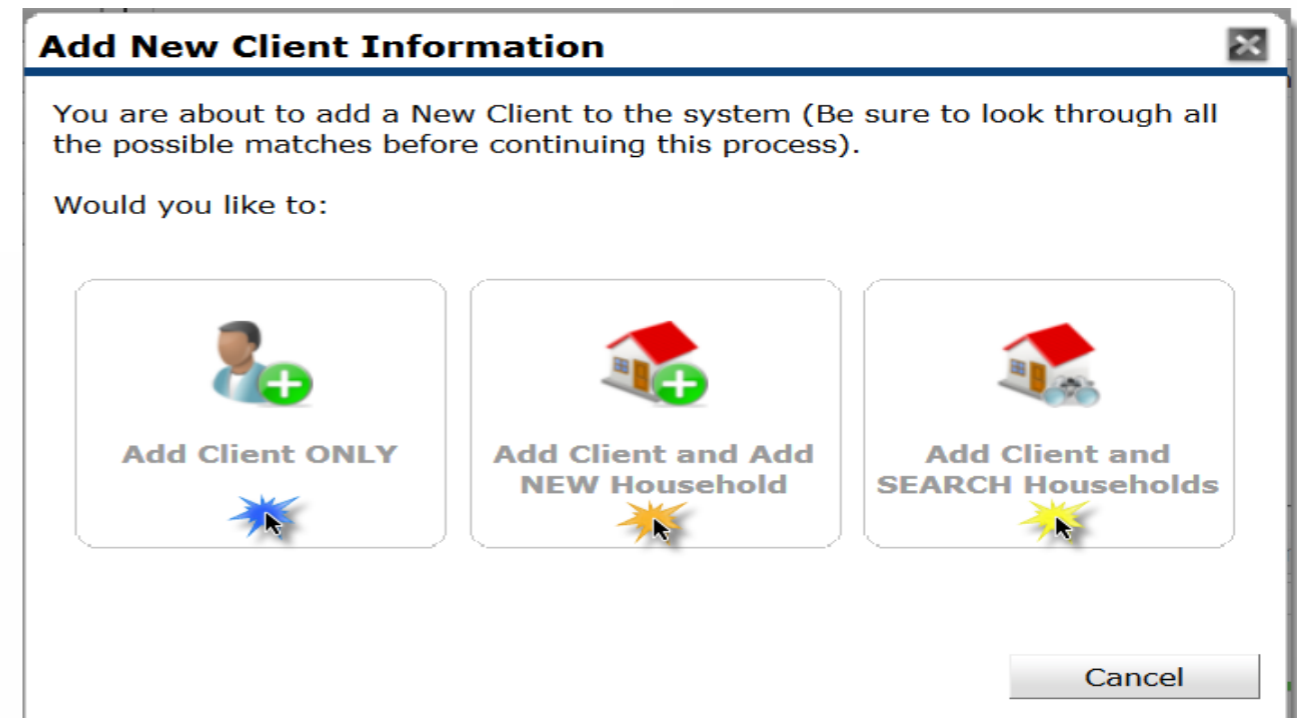 Add New Client Information
You are about to add a New Client to the system (Be sure to look through all
the possible matches before continuing this process).
Would you like to:
Add Client ONLY
Add Client and Add
NEW Household
Add Client and
SEARCH Households
Cancel